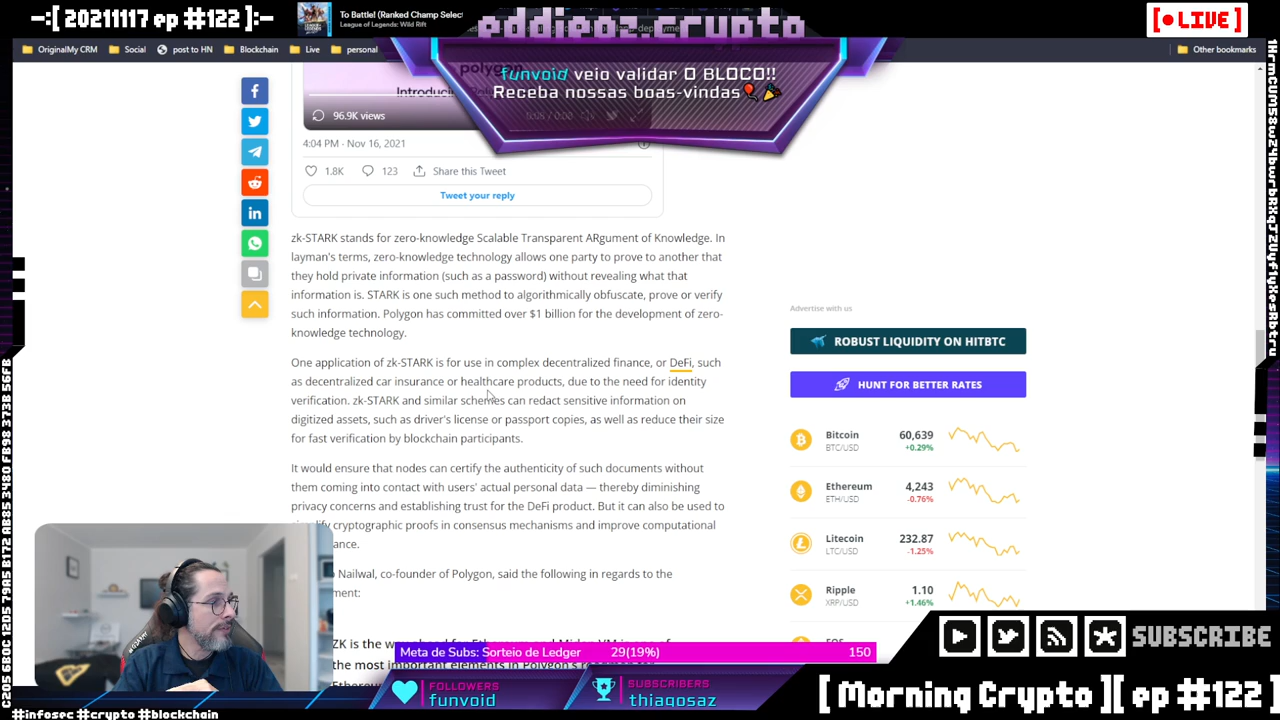 -:[ 20211117 ep #122 ]:-
To Battle! (Ranked Champ Selec
League of Legends: Wild Rift
eddieoz.crypto
[● LIVE]
OriginalMy CRM
Social
post to HN
Blockchain
Live
personal
Other bookmarks
funvoid veio validar O BLOCO!!
Receba nossas boas-vindas🎈🎉
polygon
96.9K views
0:08 / 0:08
4:04 PM · Nov 16, 2021
1.8K
123
Share this Tweet
Tweet your reply
zk-STARK stands for zero-knowledge Scalable Transparent ARgument of Knowledge. In
layman's terms, zero-knowledge technology allows one party to prove to another that
they hold private information (such as a password) without revealing what that
information is. STARK is one such method to algorithmically obfuscate, prove or verify
such information. Polygon has committed over $1 billion for the development of zero-
knowledge technology.
One application of zk-STARK is for use in complex decentralized finance, or DeFi, such
as decentralized car insurance or healthcare products, due to the need for identity
verification. zk-STARK and similar schemes can redact sensitive information on
digitized assets, such as driver's license or passport copies, as well as reduce their size
for fast verification by blockchain participants.
It would ensure that nodes can certify the authenticity of such documents without
them coming into contact with users' actual personal data — thereby diminishing
privacy concerns and establishing trust for the DeFi product. But it can also be used to
cryptographic proofs in consensus mechanisms and improve computational
Nailwal, co-founder of Polygon, said the following in regards to the
Advertise with us
ROBUST LIQUIDITY ON HITBTC
HUNT FOR BETTER RATES
Bitcoin 60,639
BTC/USD +0.29%
Ethereum 4,243
ETH/USD -0.76%
Litecoin 232.87
LTC/USD -1.25%
Ripple 1.10
XRP/USD +1.46%
Meta de Subs: Sorteio de Ledger 29(19%) 150
FOLLOWERS
funvoid
SUBSCRIBERS
thiagosaz
SUBSCRIBE
[ Morning Crypto ][ ep #122 ]
#infosec #crypto #blockchain